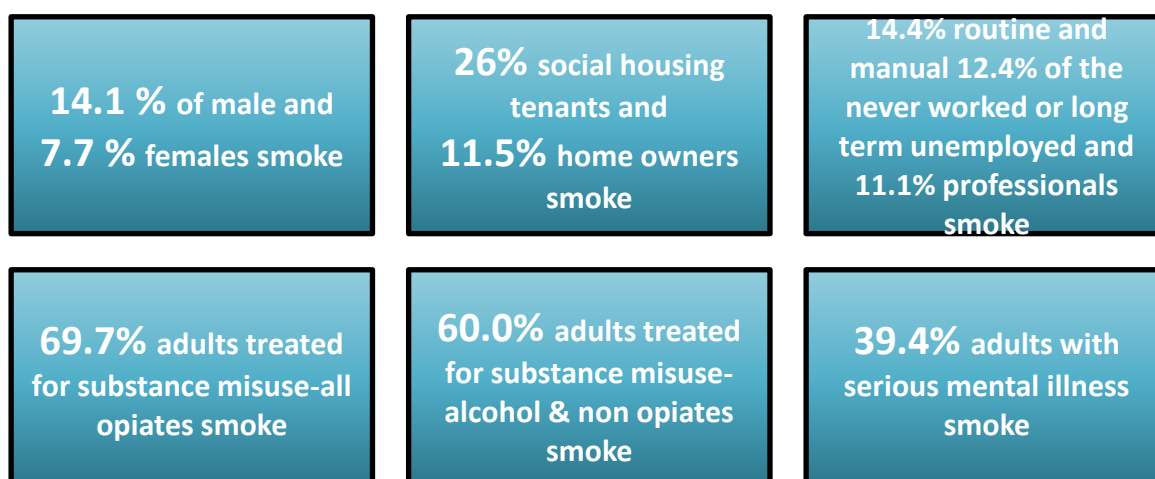 14.1 % of male and
7.7 % females smoke
26% social housing
tenants and
11.5% home owners
smoke
14.4% routine and
manual 12.4% of the
never worked or long
term unemployed and
11.1% professionals
smoke
69.7% adults treated
for substance misuse-all
opiates smoke
60.0% adults treated
for substance misuse-
alcohol & non opiates
smoke
39.4% adults with
serious mental illness
smoke